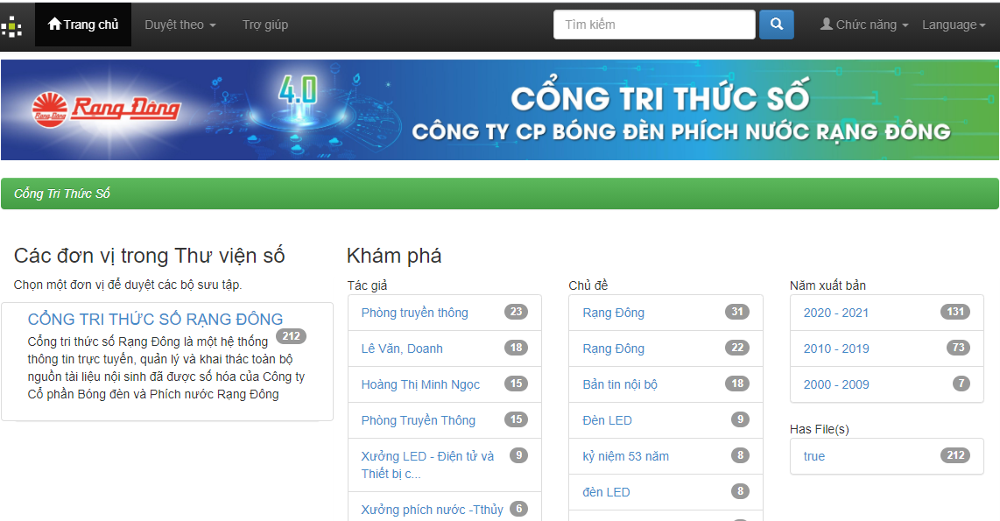 Trang chủ
Duyệt theo
Trợ giúp
Tìm kiếm
Chức năng
Language
Rạng Đông
Rạng Đông
4.0
CỔNG TRI THỨC SỐ
CÔNG TY CP BÓNG ĐÈN PHÍCH NƯỚC RẠNG ĐÔNG
Cổng Tri Thức Số
Các đơn vị trong Thư viện số
Chọn một đơn vị để duyệt các bộ sưu tập.
CỔNG TRI THỨC SỐ RẠNG ĐÔNG
212
Cổng tri thức số Rạng Đông là một hệ thống
thông tin trực tuyến, quản lý và khai thác toàn bộ
nguồn tài liệu nội sinh đã được số hóa của Công ty
Cổ phần Bóng đèn và Phích nước Rạng Đông
Khám phá
Tác giả
Phòng truyền thông 23
Lê Văn, Doanh 18
Hoàng Thị Minh Ngọc 15
Phòng Truyền Thông 15
Xưởng LED - Điện tử và 9
Thiết bị c...
Xưởng phích nước -Tthủy 6
Chủ đề
Rạng Đông 31
Rạng Đông 22
Bản tin nội bộ 18
Đèn LED 9
kỷ niệm 53 năm 8
đèn LED 8
Năm xuất bản
2020 - 2021 131
2010 - 2019 73
2000 - 2009 7
Has File(s)
true 212